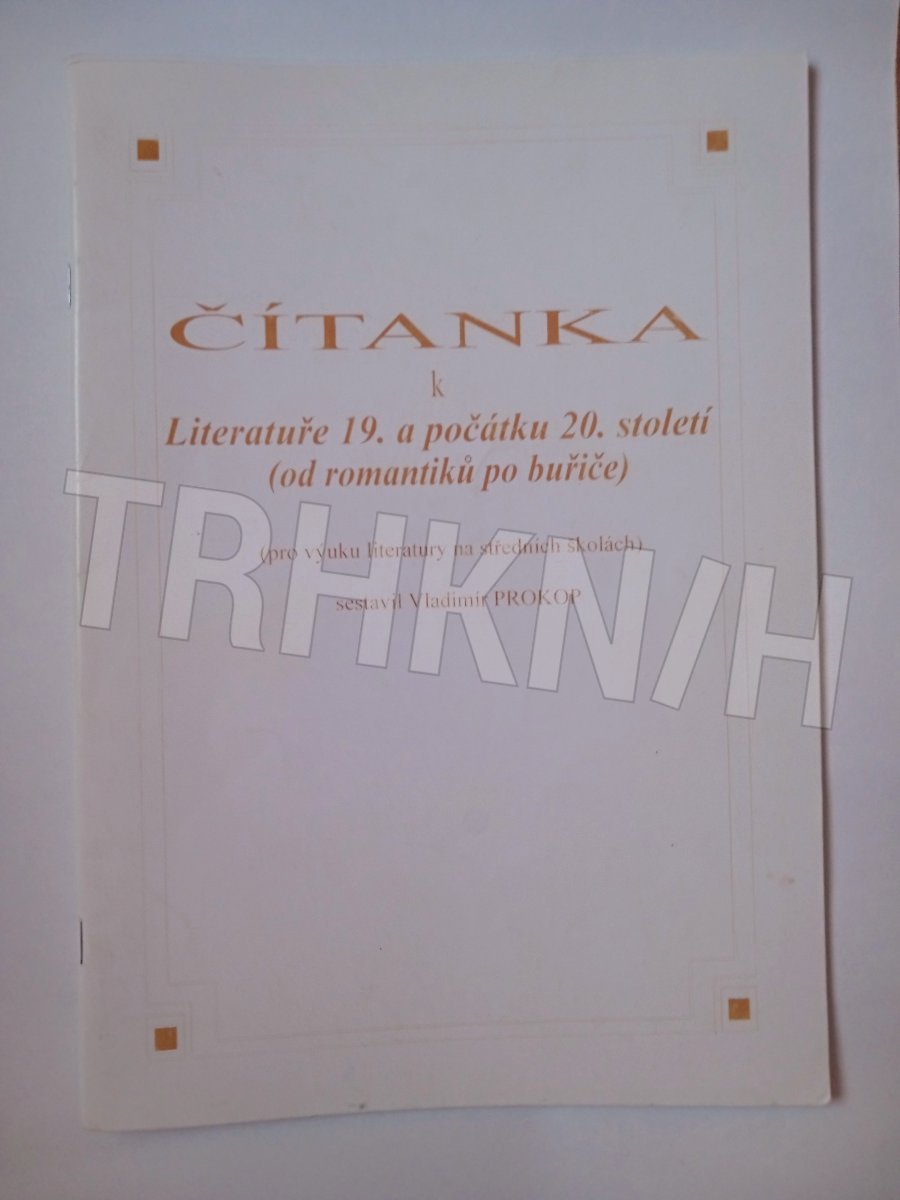 ČÍTANKA
k
Literatuře 19. a počátku 20. století
(od romantiků po buřiče)
(pro výuku literatury na středních školách)
sestavil Vladimír PROKOP
TRHKNIH